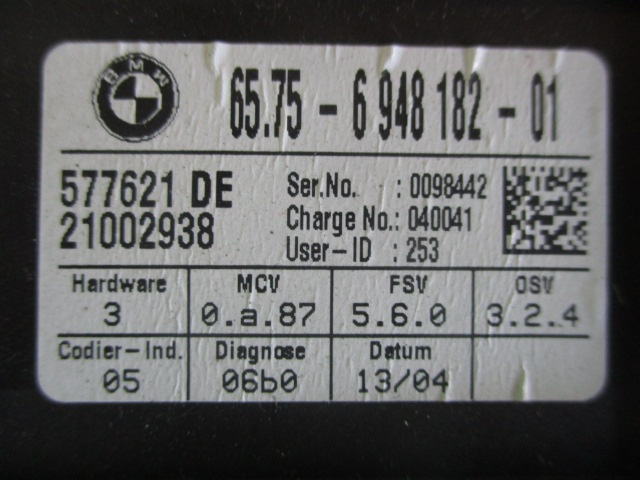 BMW
65.75 - 6 948 182 - 01
577621 DE
21002938
Ser.No. : 0098442
Charge No.: 040041
User-ID : 253
Hardware MCV FSV OSV
3 0.a.87 5.6.0 3.2.4
Codier-Ind. Diagnose Datum
05 06b0 13/04